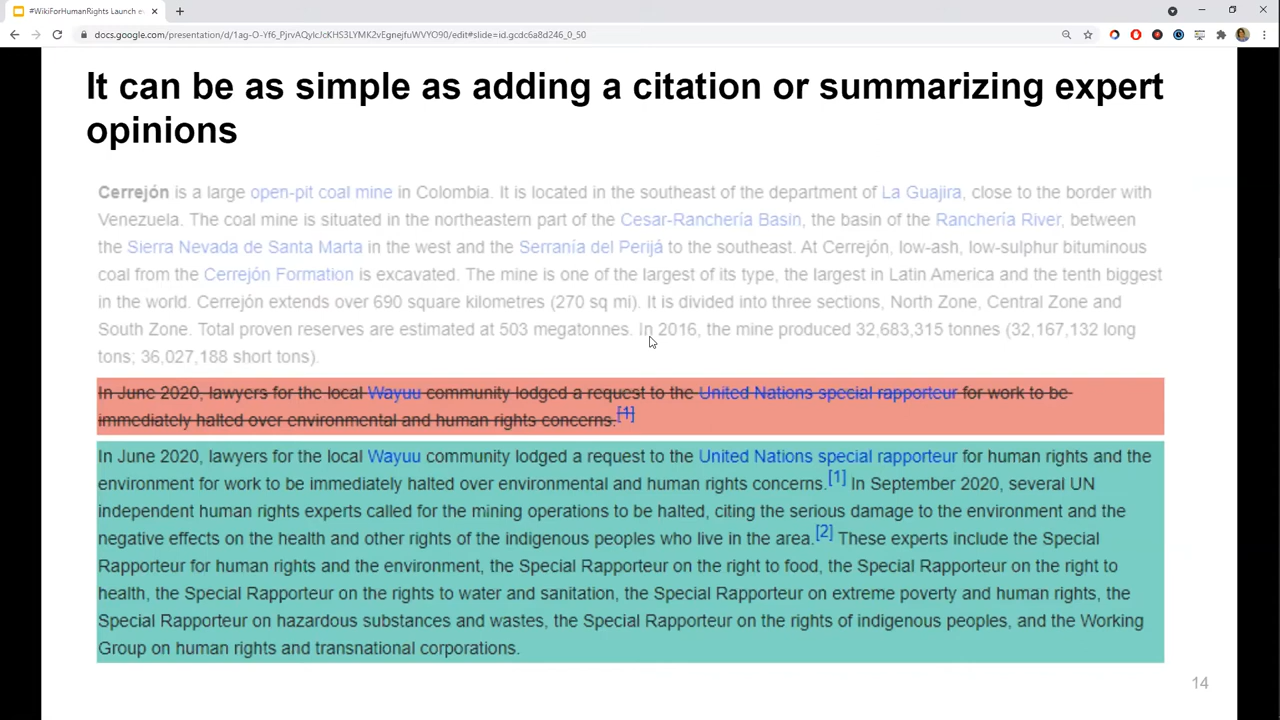 #WikiForHumanRights Launch e
docs.google.com/presentation/d/1ag-O-Yf6_PjrvAQylcJcKHS3LYMK2vEgnejfuWVYO90/edit#slide=id.gcdc6a8d246_0_50
It can be as simple as adding a citation or summarizing expert
opinions
Cerrejón is a large open-pit coal mine in Colombia. It is located in the southeast of the department of La Guajira, close to the border with
Venezuela. The coal mine is situated in the northeastern part of the Cesar-Ranchería Basin, the basin of the Ranchería River, between
the Sierra Nevada de Santa Marta in the west and the Serranía del Perijá to the southeast. At Cerrejón, low-ash, low-sulphur bituminous
coal from the Cerrejón Formation is excavated. The mine is one of the largest of its type, the largest in Latin America and the tenth biggest
in the world. Cerrejón extends over 690 square kilometres (270 sq mi). It is divided into three sections, North Zone, Central Zone and
South Zone. Total proven reserves are estimated at 503 megatonnes. In 2016, the mine produced 32,683,315 tonnes (32,167,132 long
tons; 36,027,188 short tons).
In June 2020, lawyers for the local Wayuu community lodged a request to the United Nations special rapporteur for work to be
immediately halted over environmental and human rights concerns.[1]
In June 2020, lawyers for the local Wayuu community lodged a request to the United Nations special rapporteur for human rights and the
environment for work to be immediately halted over environmental and human rights concerns.[1] In September 2020, several UN
independent human rights experts called for the mining operations to be halted, citing the serious damage to the environment and the
negative effects on the health and other rights of the indigenous peoples who live in the area.[2] These experts include the Special
Rapporteur for human rights and the environment, the Special Rapporteur on the right to food, the Special Rapporteur on the right to
health, the Special Rapporteur on the rights to water and sanitation, the Special Rapporteur on extreme poverty and human rights, the
Special Rapporteur on hazardous substances and wastes, the Special Rapporteur on the rights of indigenous peoples, and the Working
Group on human rights and transnational corporations.
14